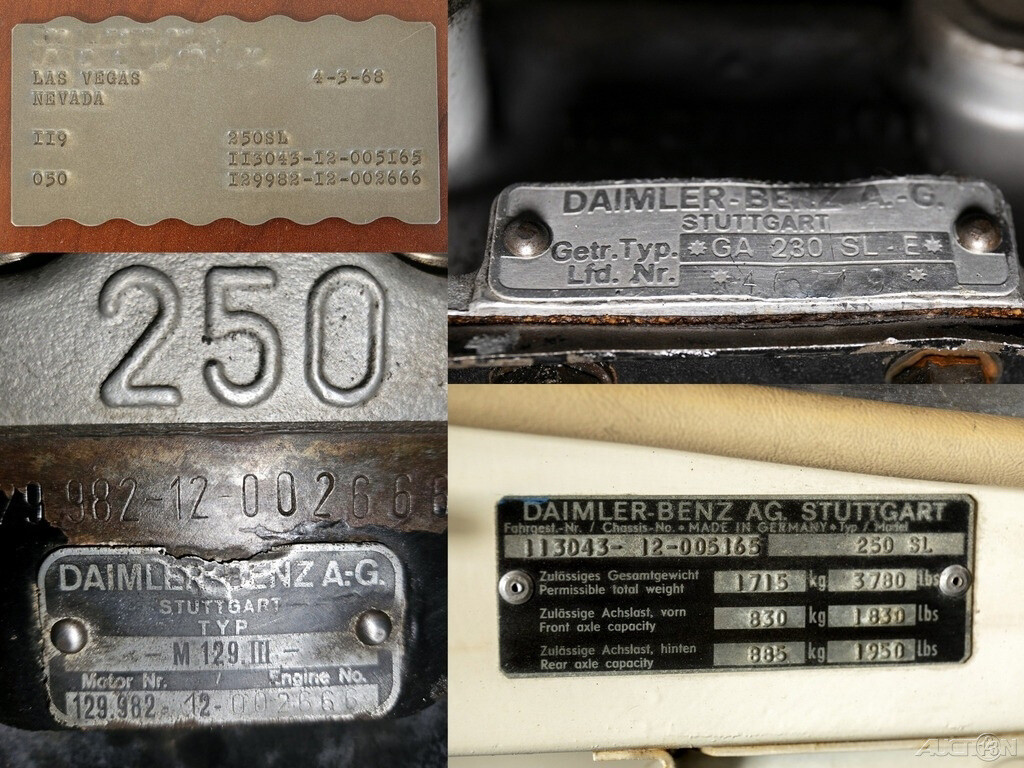 LAS VEGAS 4-3-68
NEVADA
119 250SL
113043-12-005165
050 129982-12-002666
DAIMLER-BENZ A.-G.
STUTTGART
Getr. Typ. *GA 230 SL-E*
Lfd. Nr.
250
982-12-002666
DAIMLER-BENZ A.-G.
STUTTGART
TYP
- M 129.III -
Motor Nr. / Engine No.
129.982-12-002666
DAIMLER-BENZ AG. STUTTGART
Fahrgest.-Nr. / Chassis-No. • MADE IN GERMANY • Typ / Model
113043- 12-005165 250 SL
Zulässiges Gesamtgewicht
Permissible total weight 1715 kg 3780 lbs
Zulässige Achslast, vorn
Front axle capacity 830 kg 1830 lbs
Zulässige Achslast, hinten
Rear axle capacity 885 kg 1950 lbs
AUCTION 123